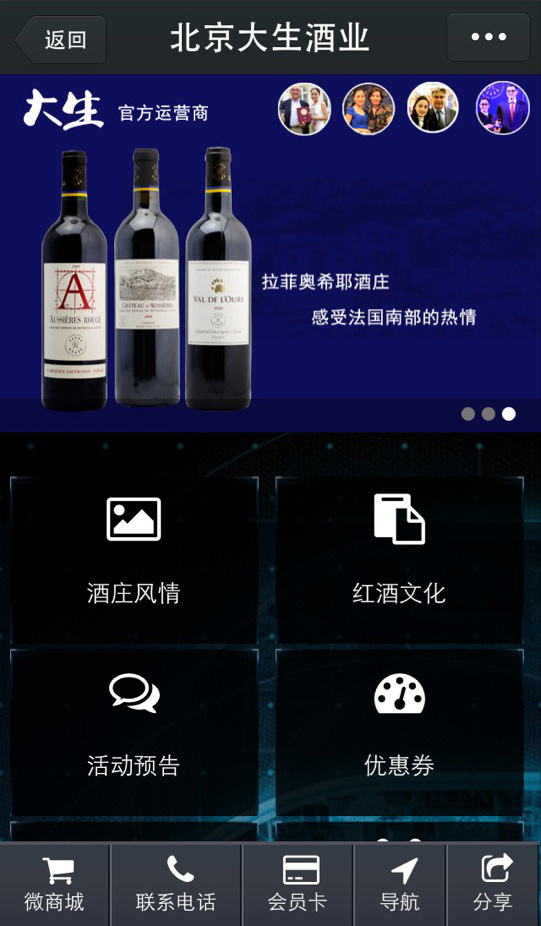 返回
北京大生酒业
大生 官方运营商
A
AUSSIÈRES ROUGE
CHÂTEAU d'AUSSIÈRES
VAL DE L'OURS
拉菲奥希耶酒庄
感受法国南部的热情
酒庄风情
红酒文化
活动预告
优惠券
微商城
联系电话
会员卡
导航
分享